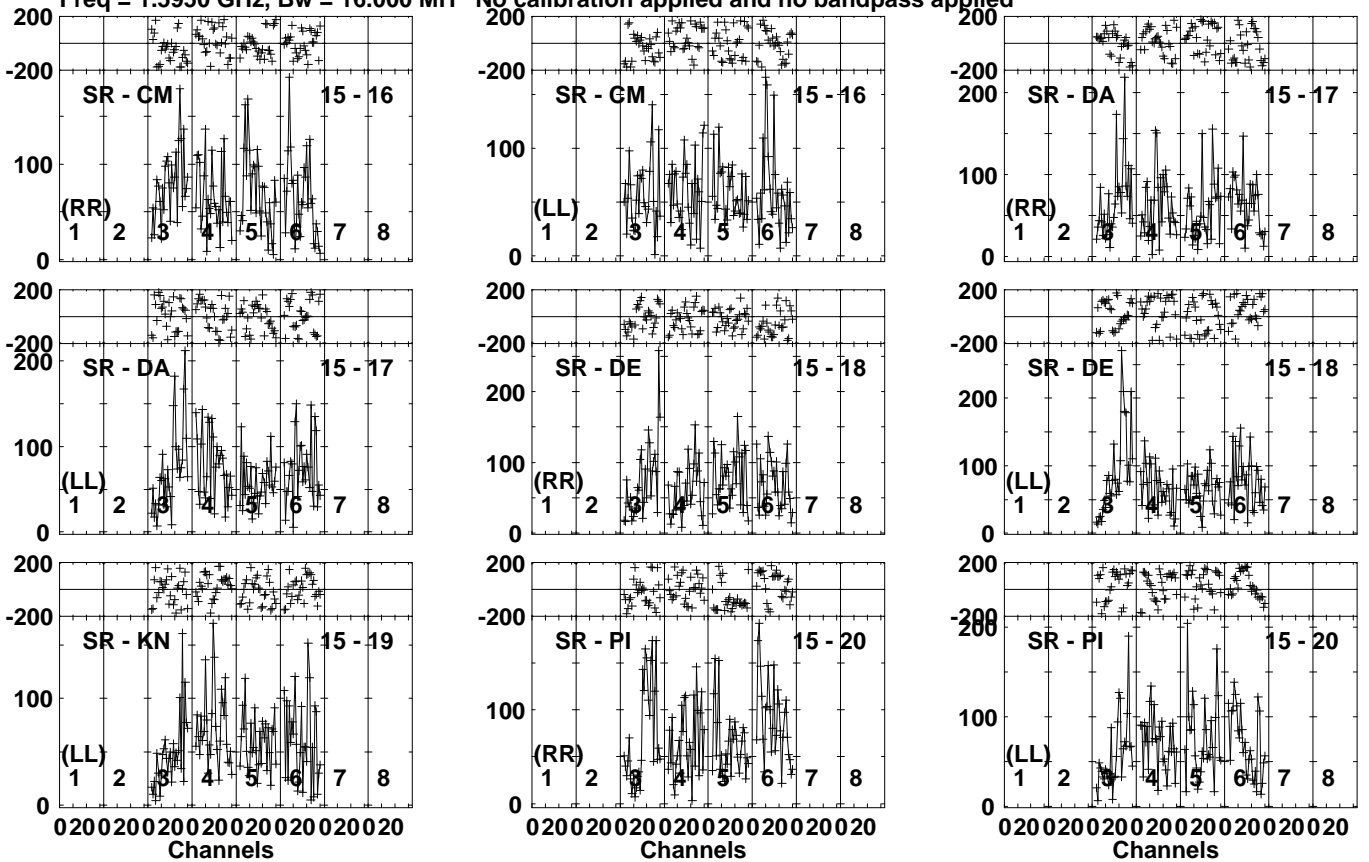 Freq = 1.5950 GHz, Bw = 16.000 MH No calibration applied and no bandpass applied
200 200 200
-200 -200 -200
SR - CM 15 - 16 SR - CM 15 - 16 200 SR - DA 15 - 17
100 100 100
(RR) (LL) (RR)
1 2 3 4 5 6 7 8 1 2 3 4 5 6 7 8 1 2 3 4 5 6 7 8
0 0 0
200 200 200
-200 -200 -200
200 SR - DA 15 - 17 SR - DE 15 - 18 SR - DE 15 - 18
200 200
100 100 100
(LL) (RR) (LL)
1 2 3 4 5 6 7 8 1 2 3 4 5 6 7 8 1 2 3 4 5 6 7 8
0 0 0
200 200 200
-200 -200 -200
SR - KN 15 - 19 SR - PI 15 - 20 200 SR - PI 15 - 20
100 100 100
(LL) (RR) (LL)
1 2 3 4 5 6 7 8 1 2 3 4 5 6 7 8 1 2 3 4 5 6 7 8
0 0 0
0 20 0 20 0 20 0 20 0 20 0 20 0 20 0 20 0 20 0 20 0 20 0 20 0 20 0 20 0 20 0 20 0 20 0 20 0 20 0 20 0 20 0 20 0 20 0 20
Channels Channels Channels